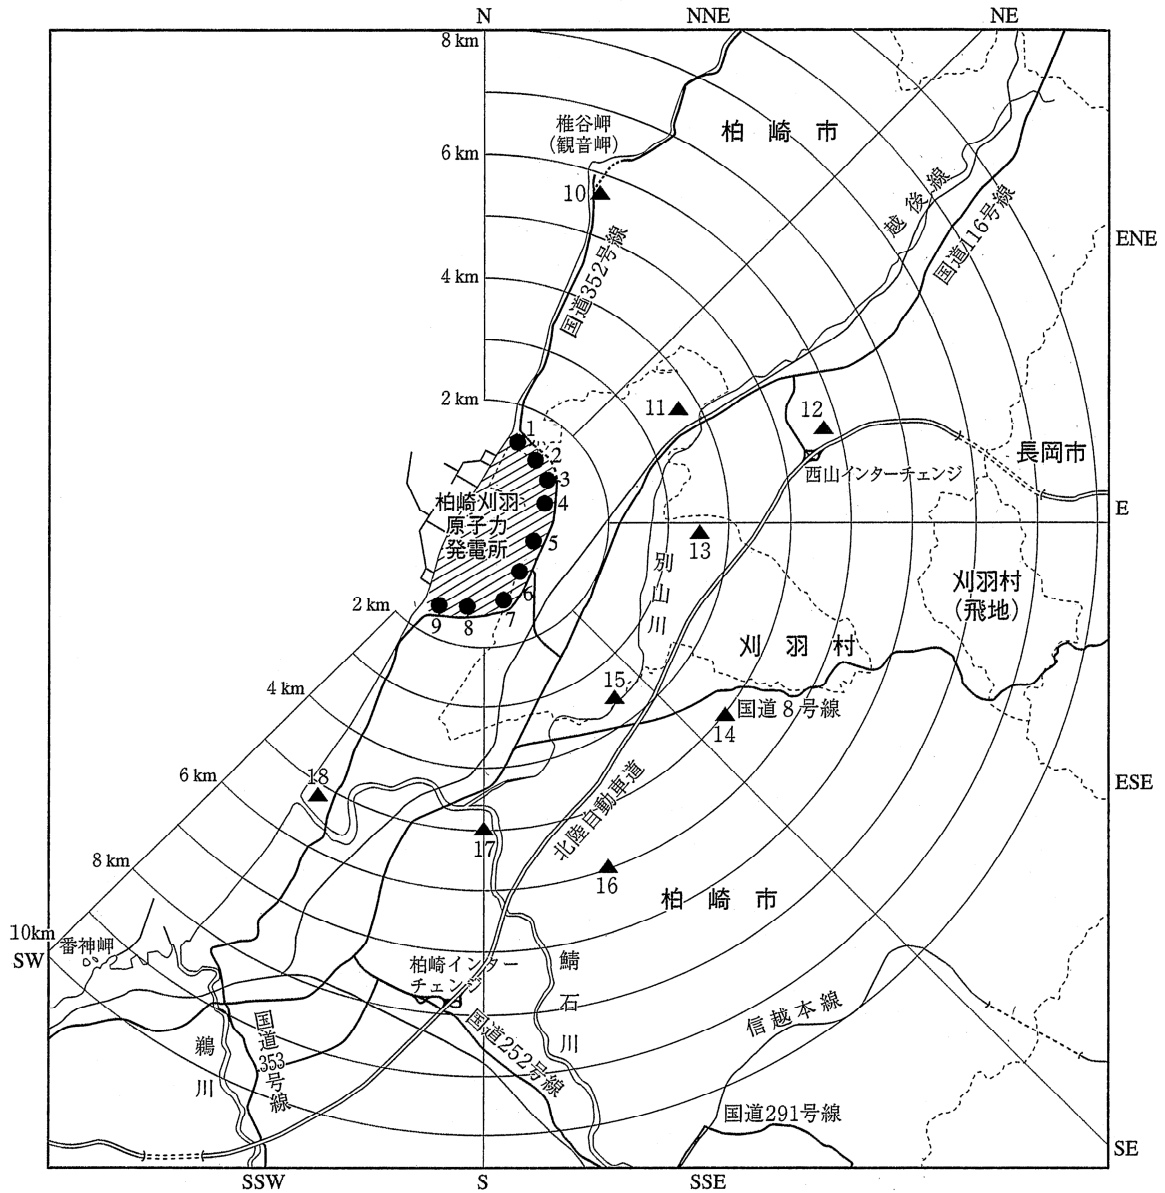 N
NNE
NE
8 km
椎谷岬
(観音岬)
柏崎市
6 km
10
越後線
国道116号線
ENE
国道352号線
4 km
2 km
11
12
1
2
3
4
5
6
7
8
9
長岡市
西山インターチェンジ
柏崎刈羽
原子力
発電所
E
13
別山川
刈羽村
(飛地)
2 km
刈羽村
15
4 km
国道8号線
14
6 km
18
ESE
北陸自動車道
17
16
8 km
柏崎市
10km
番神岬
SW
柏崎インター
チェンジ
鯖石川
信越本線
国道353号線
鵜川
国道252号線
国道291号線
SE
SSW
S
SSE